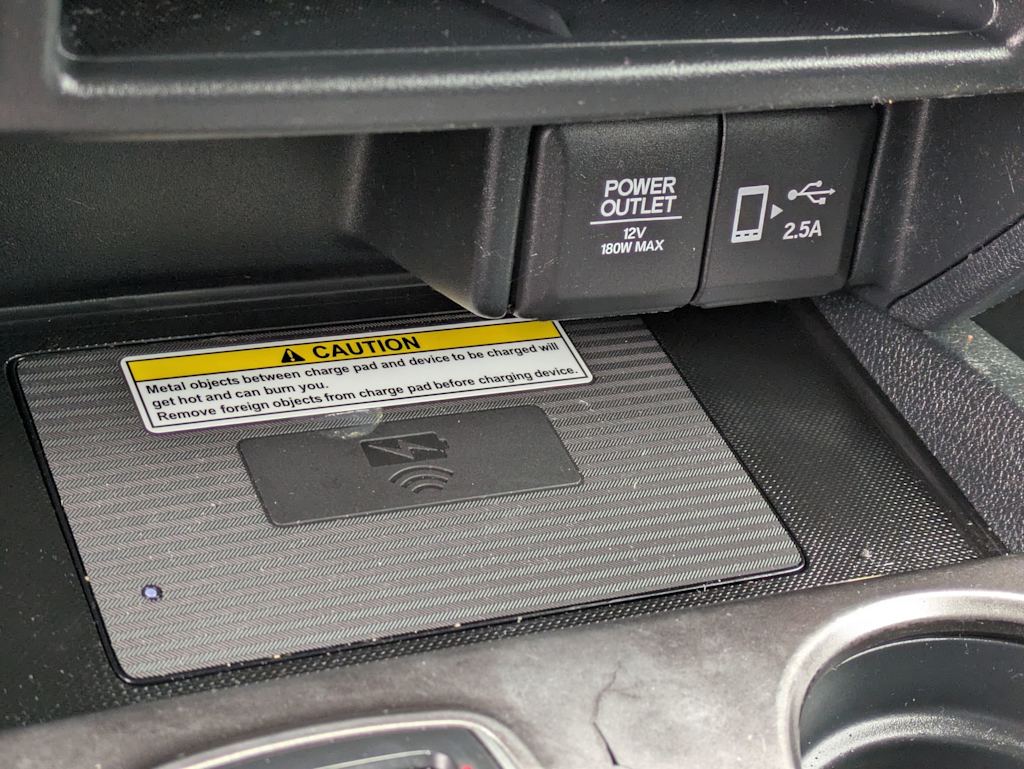 POWER
OUTLET
12V
180W MAX
2.5A
CAUTION
Metal objects between charge pad and device to be charged will
get hot and can burn you.
Remove foreign objects from charge pad before charging device.